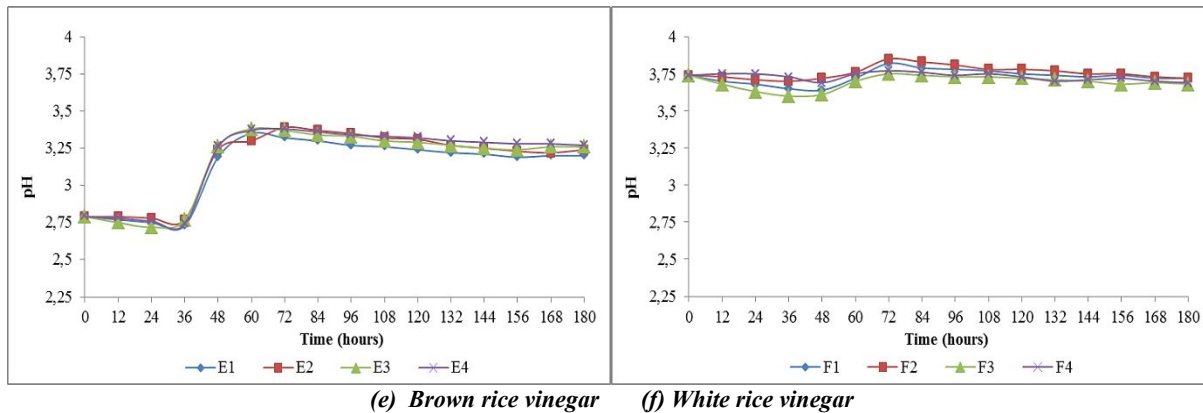 4
3,75
3,5
3,25
3
2,75
2,5
2,25
pH
0 12 24 36 48 60 72 84 96 108 120 132 144 156 168 180
Time (hours)
E1 E2 E3 E4
4
3,75
3,5
3,25
3
2,75
2,5
2,25
pH
0 12 24 36 48 60 72 84 96 108 120 132 144 156 168 180
Time (hours)
F1 F2 F3 F4
(e) Brown rice vinegar (f) White rice vinegar